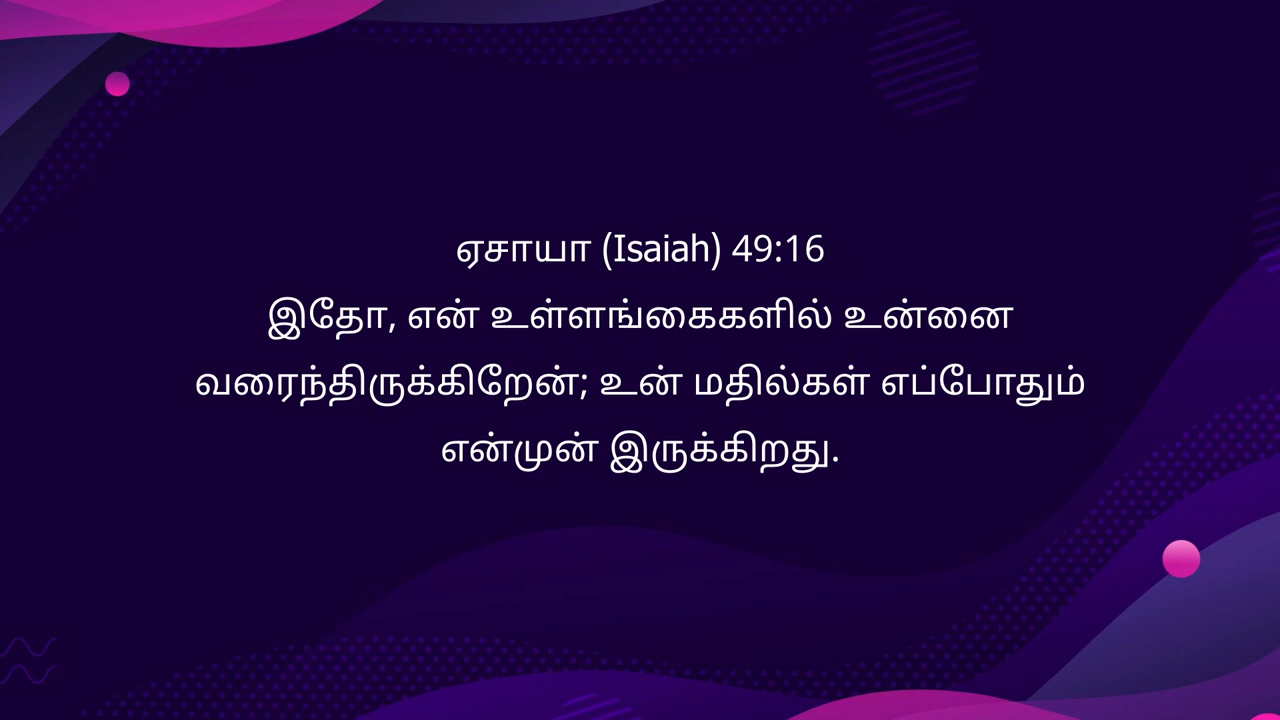 ஏசாயா (Isaiah) 49:16
இதோ, என் உள்ளங்கைகளில் உன்னை
வரைந்திருக்கிறேன்; உன் மதில்கள் எப்போதும்
என்முன் இருக்கிறது.